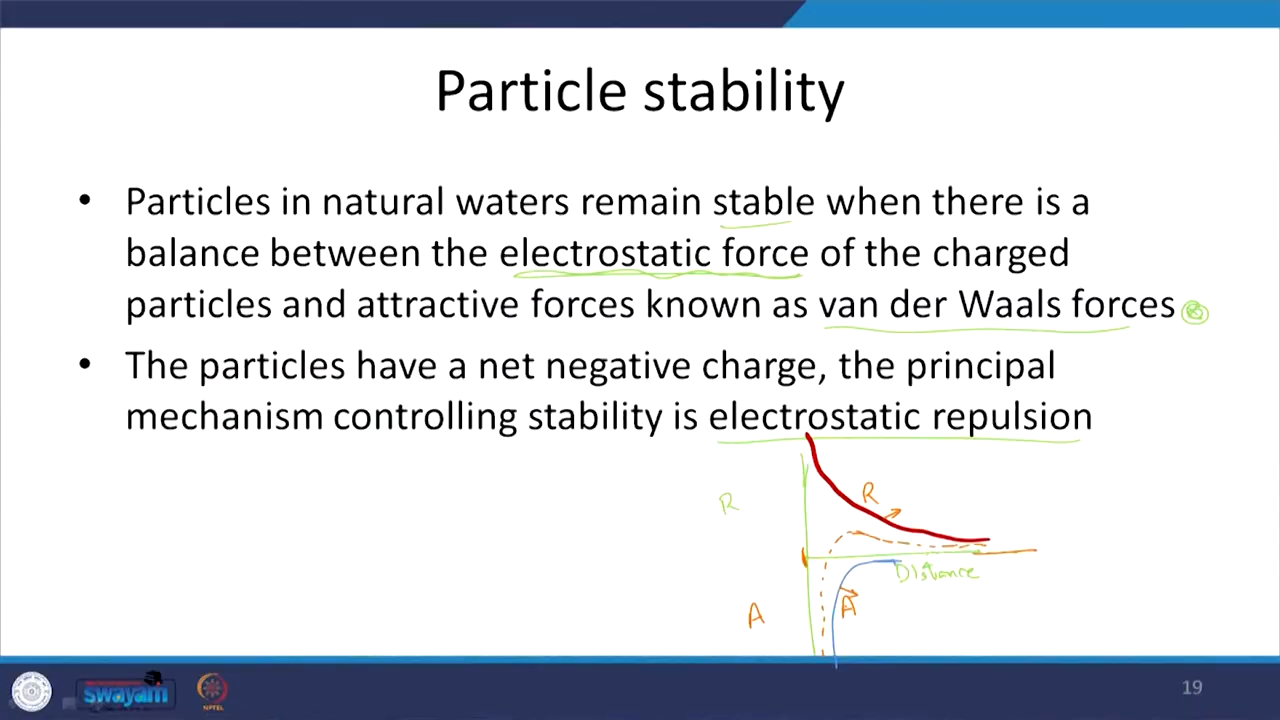 Particle stability
• Particles in natural waters remain stable when there is a
balance between the electrostatic force of the charged
particles and attractive forces known as van der Waals forces
• The particles have a net negative charge, the principal
mechanism controlling stability is electrostatic repulsion
R
R
Distance
A
A
swayam
NPTEL
19